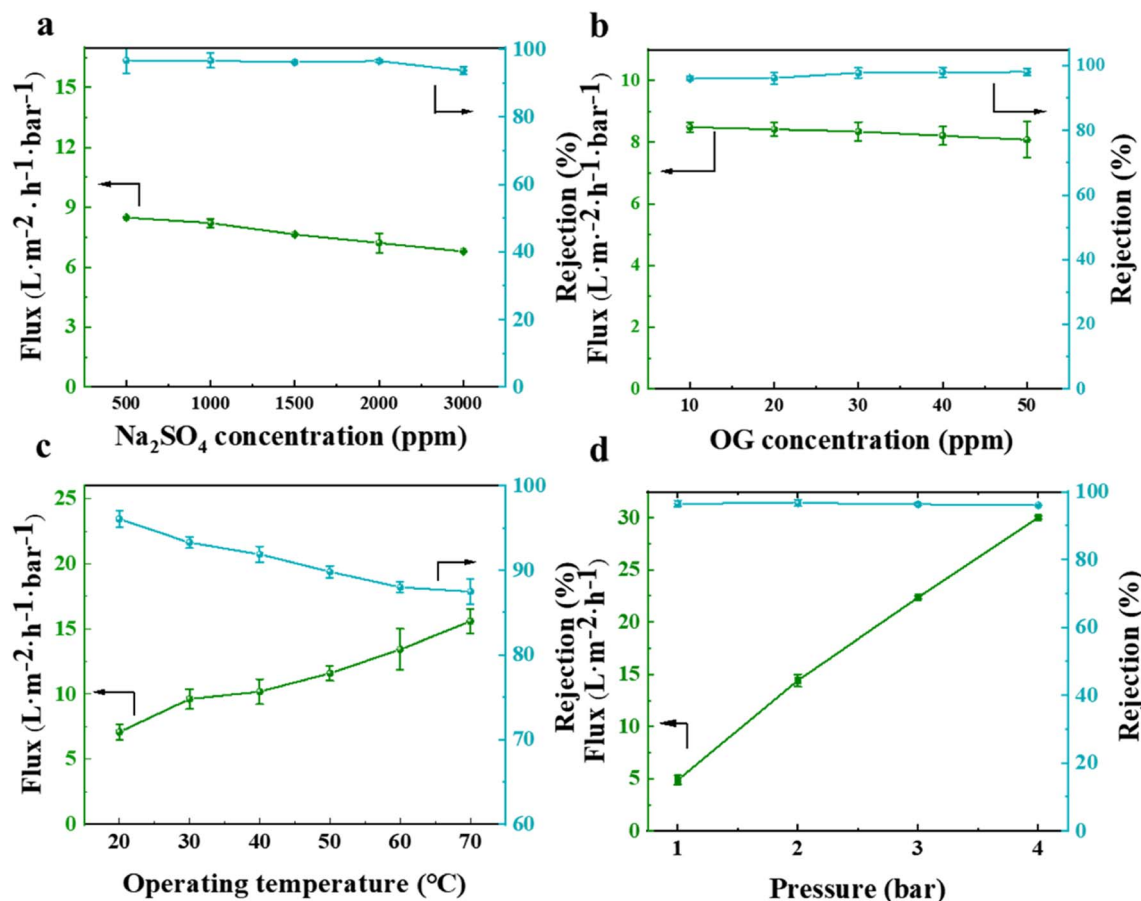 a
Flux (L·m⁻²·h⁻¹·bar⁻¹)
15
12
9
6
3
0
500 1000 1500 2000 3000
Na₂SO₄ concentration (ppm)
100
80
60
40
20
0
Rejection (%)
b
Flux (L·m·⁻²·h⁻¹·bar⁻¹)
10
8
6
4
2
0
10 20 30 40 50
OG concentration (ppm)
100
80
60
40
20
0
Rejection (%)
c
Flux (L·m⁻²·h⁻¹·bar⁻¹)
25
20
15
10
5
0
20 30 40 50 60 70
Operating temperature (°C)
100
90
80
70
60
Rejection (%)
d
Flux (L·m⁻²·h⁻¹)
30
25
20
15
10
5
0
1 2 3 4
Pressure (bar)
100
80
60
40
20
0
Rejection (%)